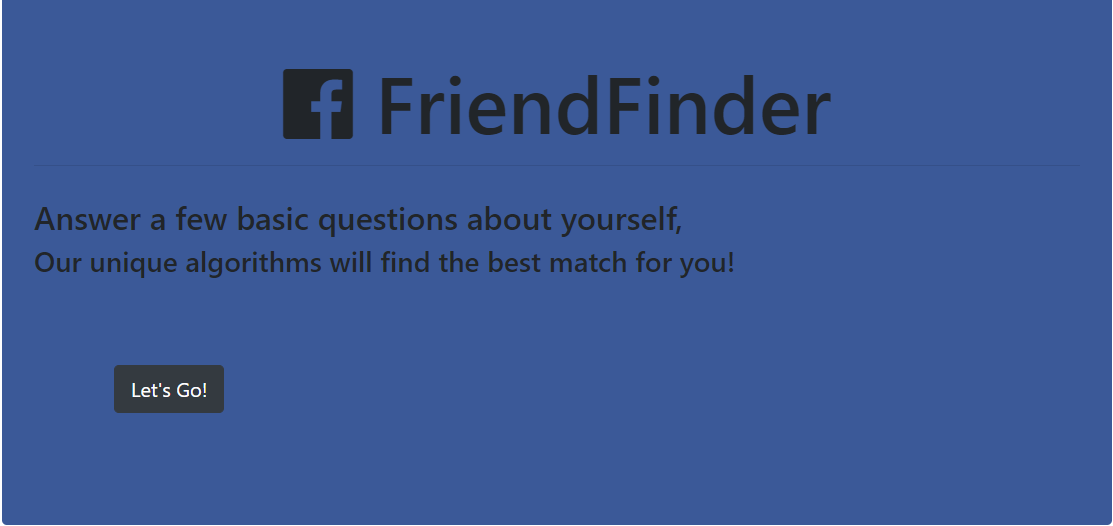 FriendFinder
Answer a few basic questions about yourself,
Our unique algorithms will find the best match for you!
Let's Go!